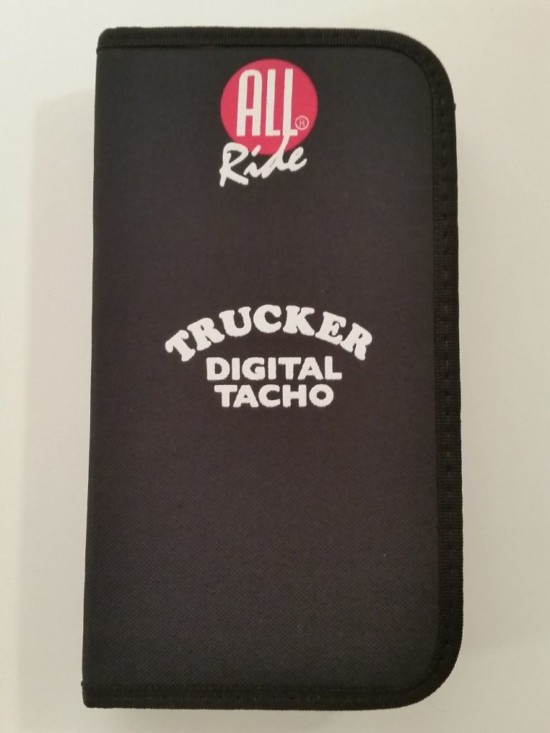 ALL®
Ride
TRUCKER
DIGITAL
TACHO